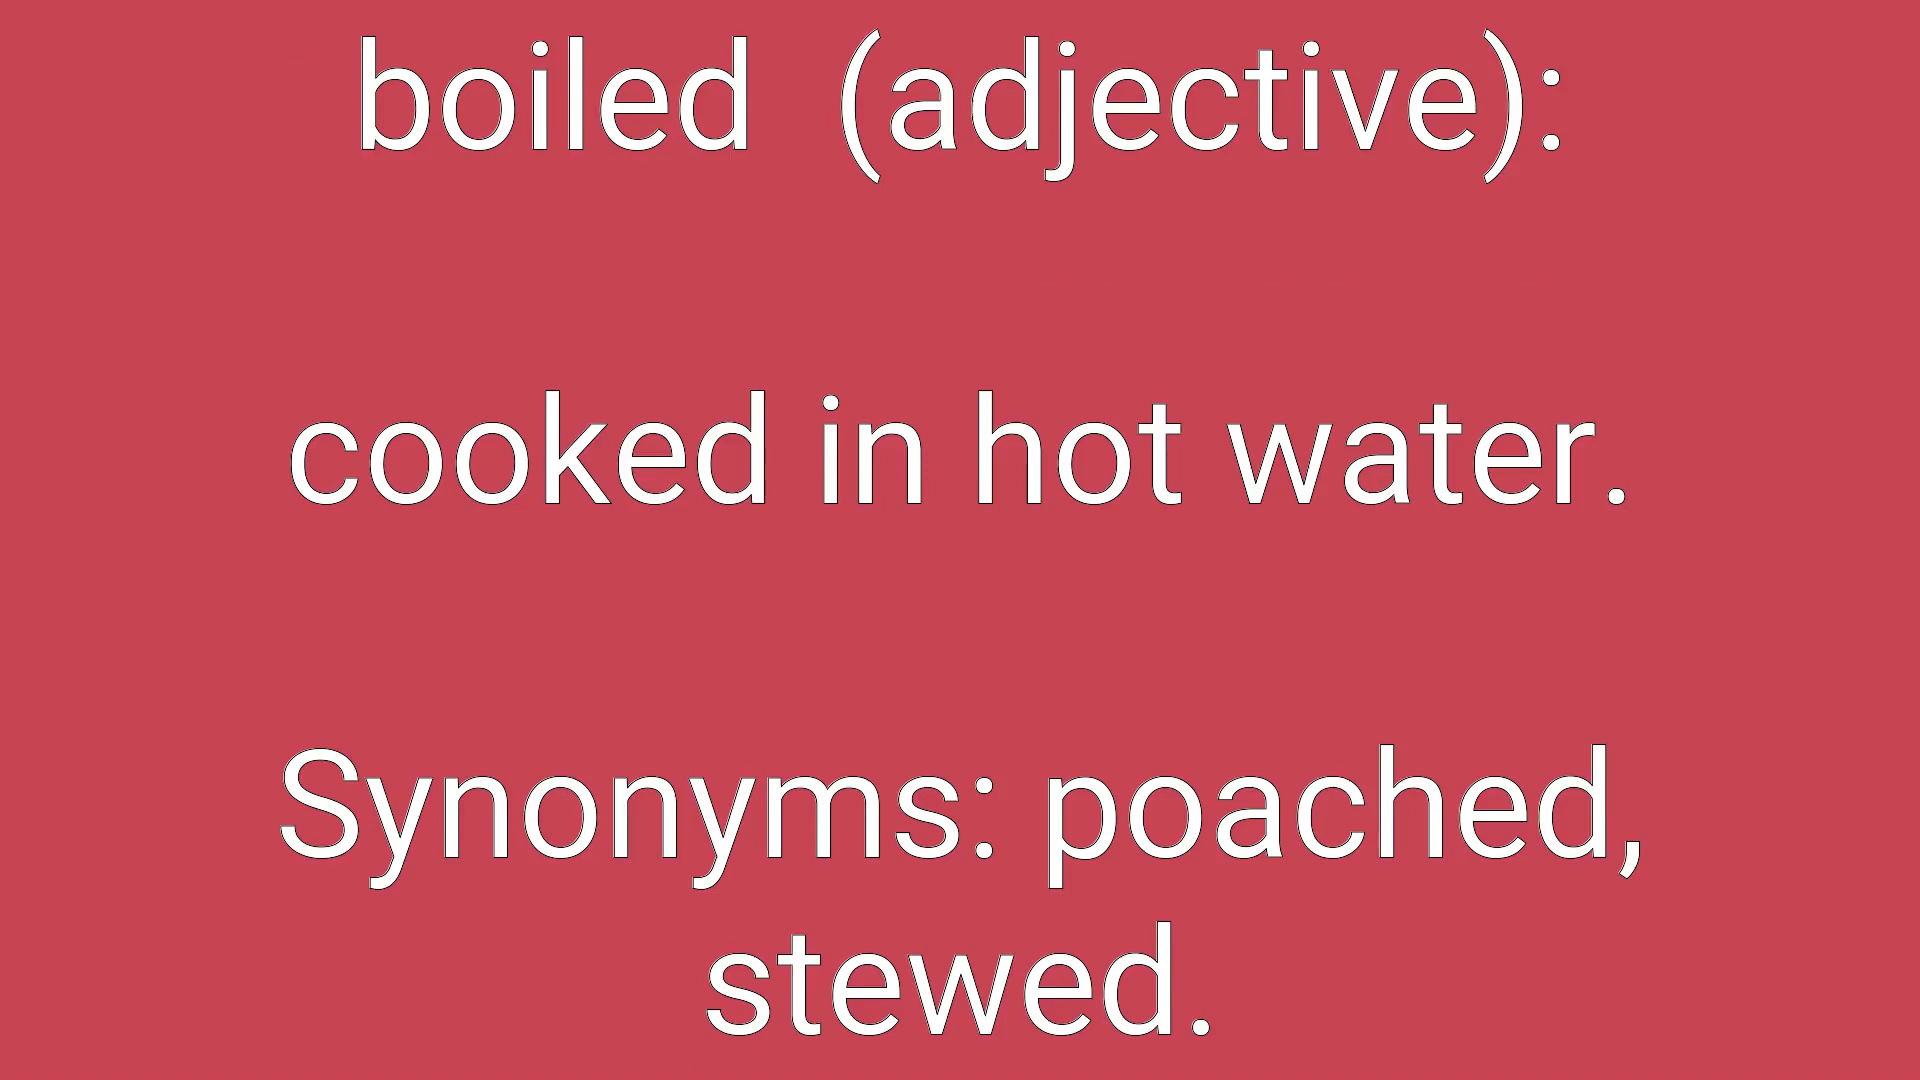 boiled  (adjective):
cooked in hot water.
Synonyms: poached,
stewed.